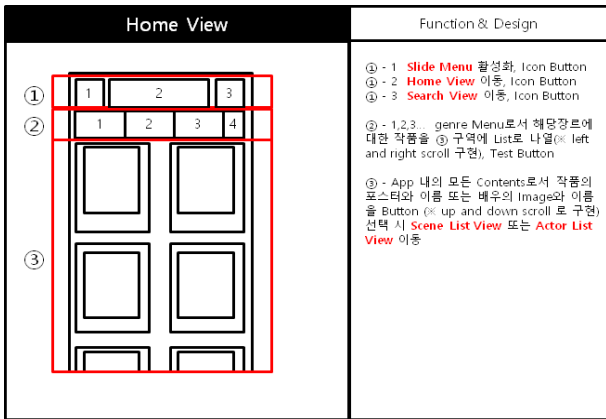 Home View
Function & Design
①
1
2
3
②
1
2
3
4
③
① - 1 Slide Menu 활성화, Icon Button
① - 2 Home View 이동, Icon Button
① - 3 Search View 이동, Icon Button
② - 1,2,3... genre Menu로서 해당장르에
대한 작품을 ③ 구역에 List로 나열(※ left
and right scroll 구현), Test Button
③ - App 내의 모든 Contents로서 작품의
포스터와 이름 또는 배우의 Image와 이름
을 Button (※ up and down scroll 로 구현)
선택 시 Scene List View 또는 Actor List
View 이동